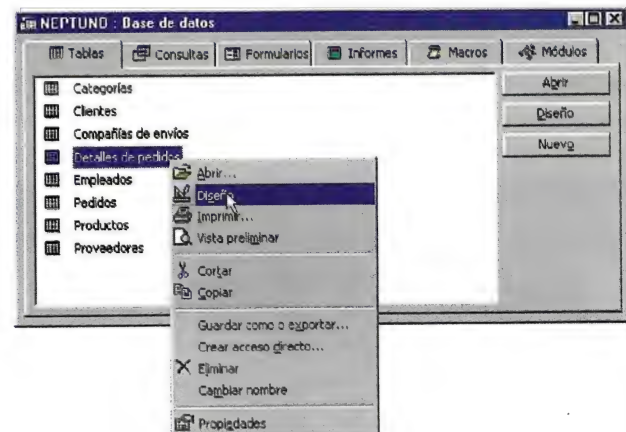 NEPTUNO : Base de datos
Tablas Consultas Formularios Informes Macros Módulos
Categorías
Clientes
Compañías de envíos
Detalles de pedidos
Empleados
Pedidos
Productos
Proveedores
Abrir
Diseño
Nuevo
Abrir...
Diseño
Imprimir...
Vista preliminar
Cortar
Copiar
Guardar como o exportar...
Crear acceso directo...
Eliminar
Cambiar nombre
Propiedades